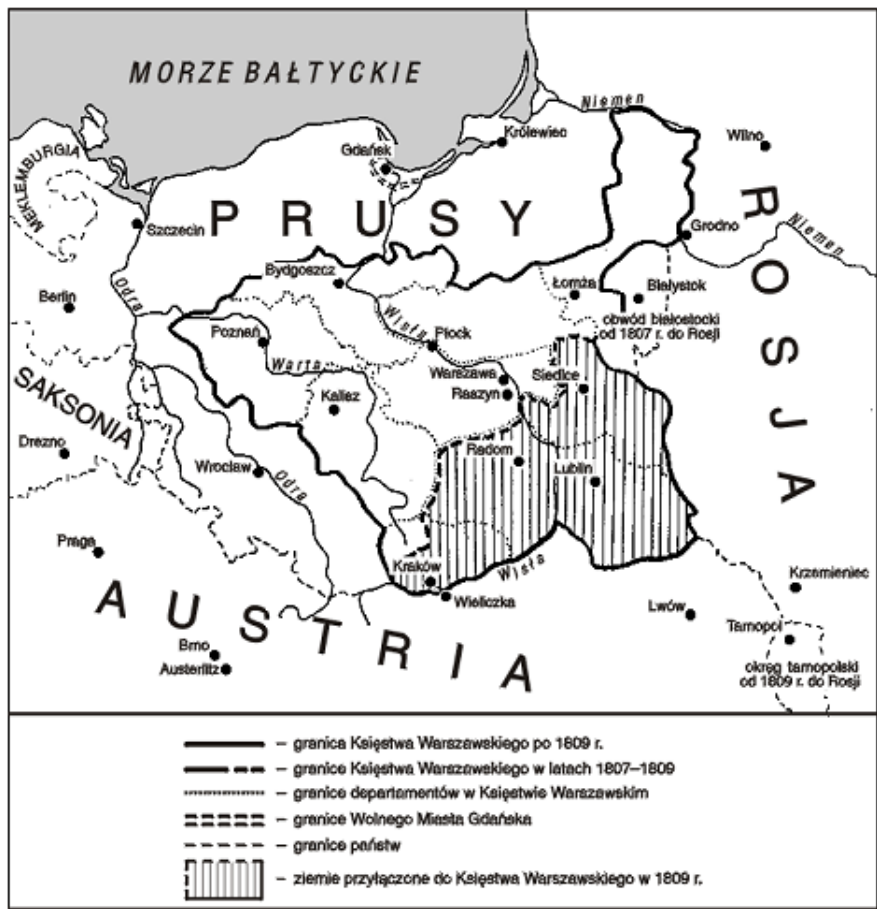 MORZE BAŁTYCKIE
Niemen
Królewiec
Wilno
Gdańsk
MEKLEMBURGIA
PRUSY
ROSJA
Szczecin
Grodno
Niemen
Bydgoszcz
Łomża
Białystok
Berlin
Odra
Wisła
Płock
obwód białostocki
od 1807 r. do Rosji
Poznań
Warta
Warszawa
Siedlce
Raszyn
SAKSONIA
Kalisz
Drezno
Radom
Wrocław
Odra
Lublin
Praga
Kraków
Wisła
Wieliczka
Krzemieniec
Lwów
AUSTRIA
Tarnopol
Brno
Austerlitz
okręg tarnopolski
od 1809 r. do Rosji
– granica Księstwa Warszawskiego po 1809 r.
– granice Księstwa Warszawskiego w latach 1807–1809
– granice departamentów w Księstwie Warszawskim
– granice Wolnego Miasta Gdańska
– granice państw
– ziemie przyłączone do Księstwa Warszawskiego w 1809 r.